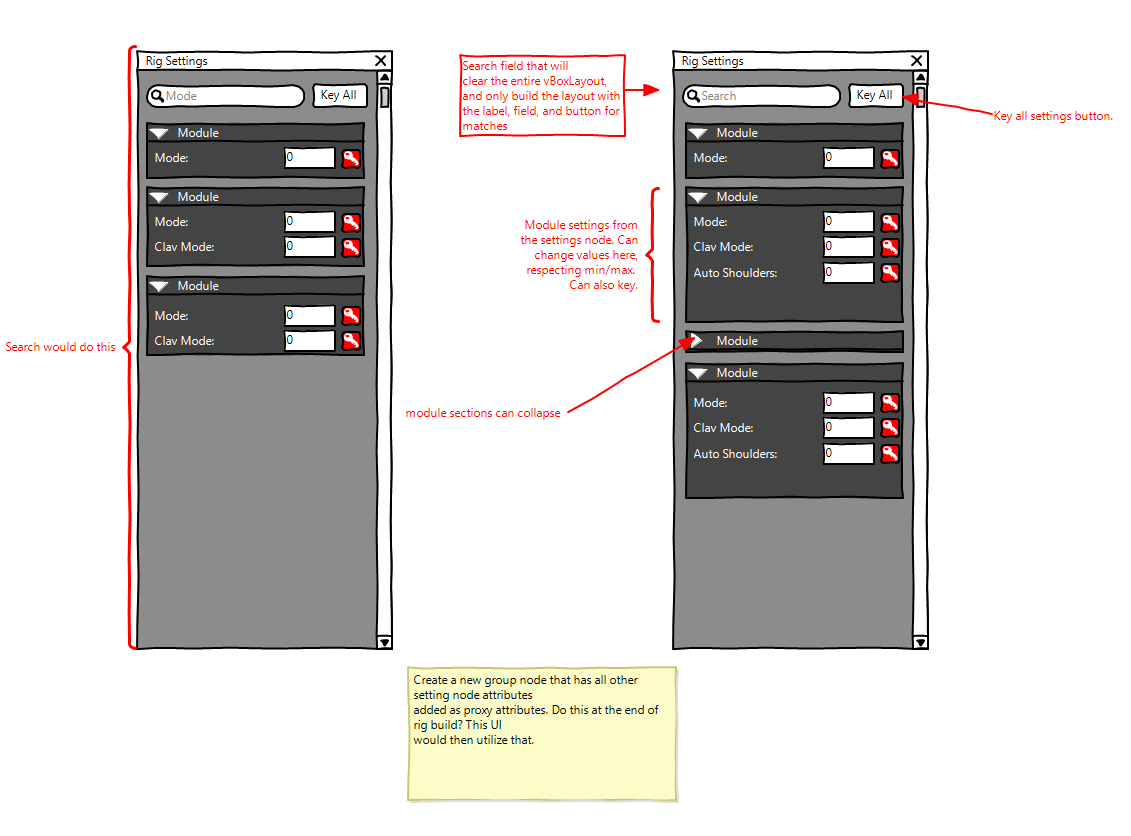 Rig Settings
Mode
Key All
Module
Mode:
0
Module
Mode:
0
Clav Mode:
0
Module
Mode:
0
Clav Mode:
0
Search would do this
Search field that will
clear the entire vBoxLayout,
and only build the layout with
the label, field, and button for
matches
Rig Settings
Search
Key All
Key all settings button.
Module
Mode:
0
Module
Mode:
0
Clav Mode:
0
Auto Shoulders:
0
Module settings from
the settings node. Can
change values here,
respecting min/max.
Can also key.
Module
module sections can collapse
Module
Mode:
0
Clav Mode:
0
Auto Shoulders:
0
Create a new group node that has all other
setting node attributes
added as proxy attributes. Do this at the end of
rig build? This UI
would then utilize that.